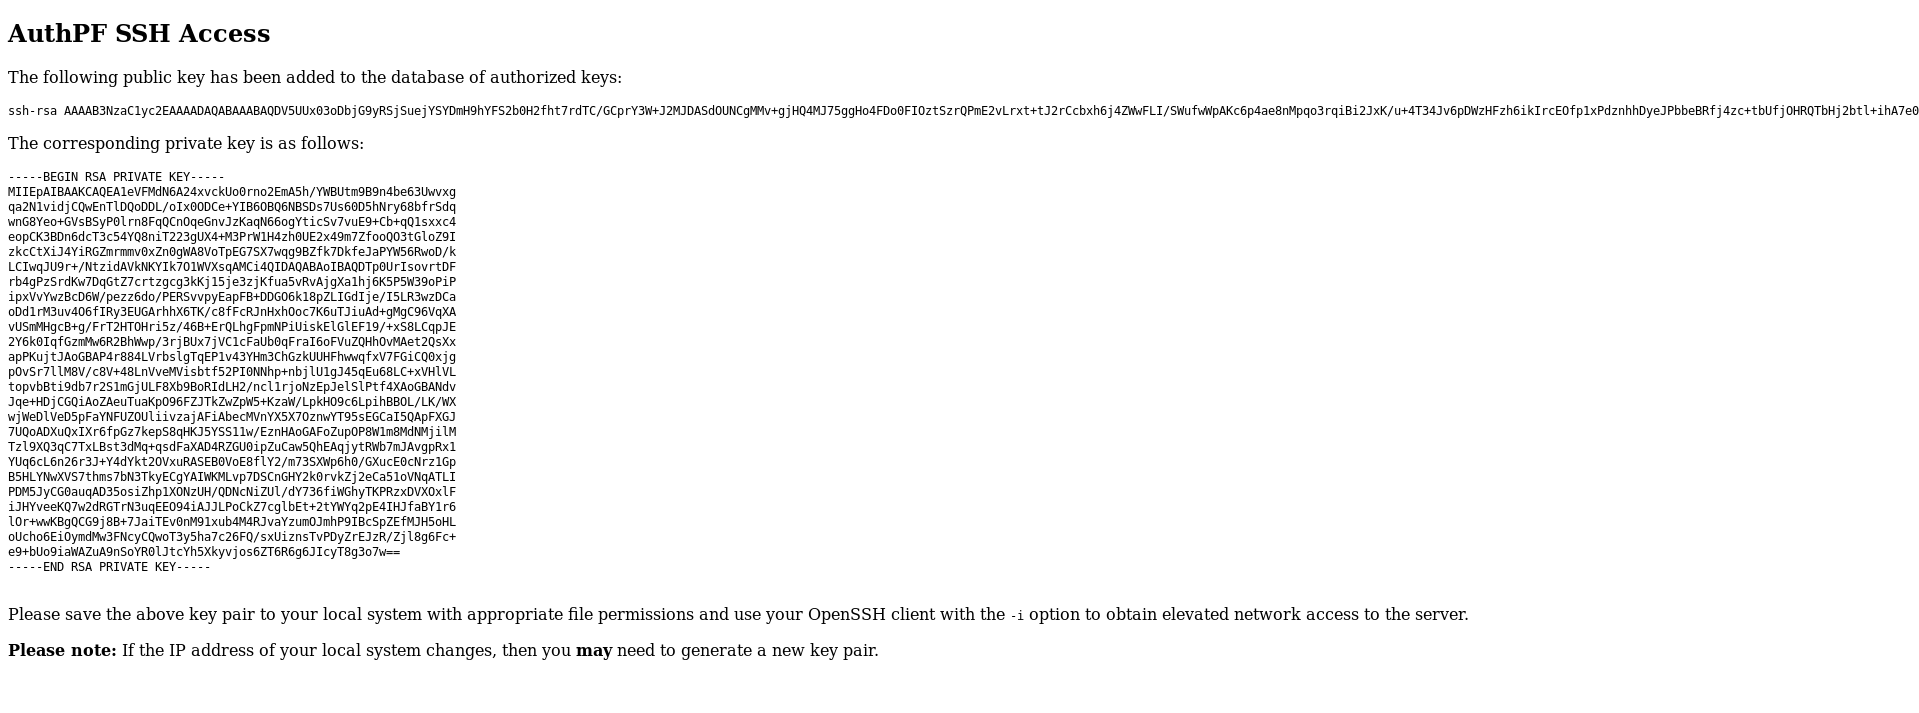 AuthPF SSH Access
The following public key has been added to the database of authorized keys:
ssh-rsa AAAAB3NzaC1yc2EAAAADAQABAAABAQDV5UUx03oDbjG9yRSjSuejYSYDmH9hYFS2b0H2fht7rdTC/GCprY3W+J2MJDASdOUNCgMMv+gjHQ4MJ75ggHo4FDo0FIOztSzrQPmE2vLrxt+tJ2rCcbxh6j4ZWwFLI/SWufwWpAKc6p4ae8nMpqo3rqiBi2JxK/u+4T34Jv6pDWzHFzh6ikIrcEOfp1xPdznhhDyeJPbbeBRfj4zc+tbUfjOHRQTbHj2btl+ihA7e0
The corresponding private key is as follows:
-----BEGIN RSA PRIVATE KEY-----
MIIEpAIBAAKCAQEA1eVFMdN6A24xvckUo0rno2EmA5h/YWBUtm9B9n4be63Uwvxg
qa2N1vidjCQwEnTlDQoDDL/oIx0ODCe+YIB6OBQ6NBSDs7Us60D5hNry68bfrSdq
wnG8Yeo+GVsBSyP0lrn8FqQCnOqeGnvJzKaqN66ogYticSv7vuE9+Cb+qQ1sxxc4
eopCK3BDn6dcT3c54YQ8niT223gUX4+M3PrW1H4zh0UE2x49m7ZfooQO3tGloZ9I
zkcCtXiJ4YiRGZmrmmv0xZn0gWA8VoTpEG7SX7wqg9BZfk7DkfeJaPYW56RwoD/k
LCIwqJU9r+/NtzidAVkNKYIk7O1WVXsqAMCi4QIDAQABAoIBAQDTp0UrIsovrtDF
rb4gPzSrdKw7DqGtZ7crtzgcg3kKj15je3zjKfua5vRvAjgXa1hj6K5P5W39oPiP
ipxVvYwzBcD6W/pezz6do/PERSvvpyEapFB+DDGO6k18pZLIGdIje/I5LR3wzDCa
oDd1rM3uv4O6fIRy3EUGArhhX6TK/c8fFcRJnHxhOoc7K6uTJiuAd+gMgC96VqXA
vUSmMHgcB+g/FrT2HTOHri5z/46B+ErQLhgFpmNPiUiskElGlEF19/+xS8LCqpJE
2Y6k0IqfGzmMw6R2BhWwp/3rjBUx7jVC1cFaUb0qFraI6oFVuZQHhOvMAet2QsXx
apPKujtJAoGBAP4r884LVrbslgTqEP1v43YHm3ChGzkUUHFhwwqfxV7FGiCQ0xjg
pOvSr7llM8V/c8V+48LnVveMVisbtf52PI0NNhp+nbjlU1gJ45qEu68LC+xVHlVL
topvbBti9db7r2S1mGjULF8Xb9BoRIdLH2/ncl1rjoNzEpJelSlPtf4XAoGBANdv
Jqe+HDjCGQiAoZAeuTuaKpO96FZJTkZwZpW5+KzaW/LpkHO9c6LpihBBOL/LK/WX
wjWeDlVeD5pFaYNFUZOUliivzajAFiAbecMVnYX5X7OznwYT95sEGCaI5QApFXGJ
7UQoADXuQxIXr6fpGz7kepS8qHKJ5YSS11w/EznHAoGAFoZupOP8W1m8MdNMjilM
Tzl9XQ3qC7TxLBst3dMq+qsdFaXAD4RZGU0ipZuCaw5QhEAqjytRWb7mJAvgpRx1
YUq6cL6n26r3J+Y4dYkt2OVxuRASEB0VoE8flY2/m73SXWp6h0/GXucE0cNrz1Gp
B5HLYNwXVS7thms7bN3TkyECgYAIWKMLvp7DSCnGHY2k0rvkZj2eCa51oVNqATLI
PDM5JyCG0auqAD35osiZhp1XONzUH/QDNcNiZUl/dY736fiWGhyTKPRzxDVXOxlF
iJHYveeKQ7w2dRGTrN3uqEEO94iAJJLPoCkZ7cglbEt+2tYWYq2pE4IHJfaBY1r6
lOr+wwKBgQCG9j8B+7JaiTEv0nM91xub4M4RJvaYzumOJmhP9IBcSpZEfMJH5oHL
oUcho6EiOymdMw3FNcyCQwoT3y5ha7c26FQ/sxUiznsTvPDyZrEJzR/Zjl8g6Fc+
e9+bUo9iaWAZuA9nSoYR0lJtcYh5Xkyvjos6ZT6R6g6JIcyT8g3o7w==
-----END RSA PRIVATE KEY-----
Please save the above key pair to your local system with appropriate file permissions and use your OpenSSH client with the -i option to obtain elevated network access to the server.
Please note: If the IP address of your local system changes, then you may need to generate a new key pair.